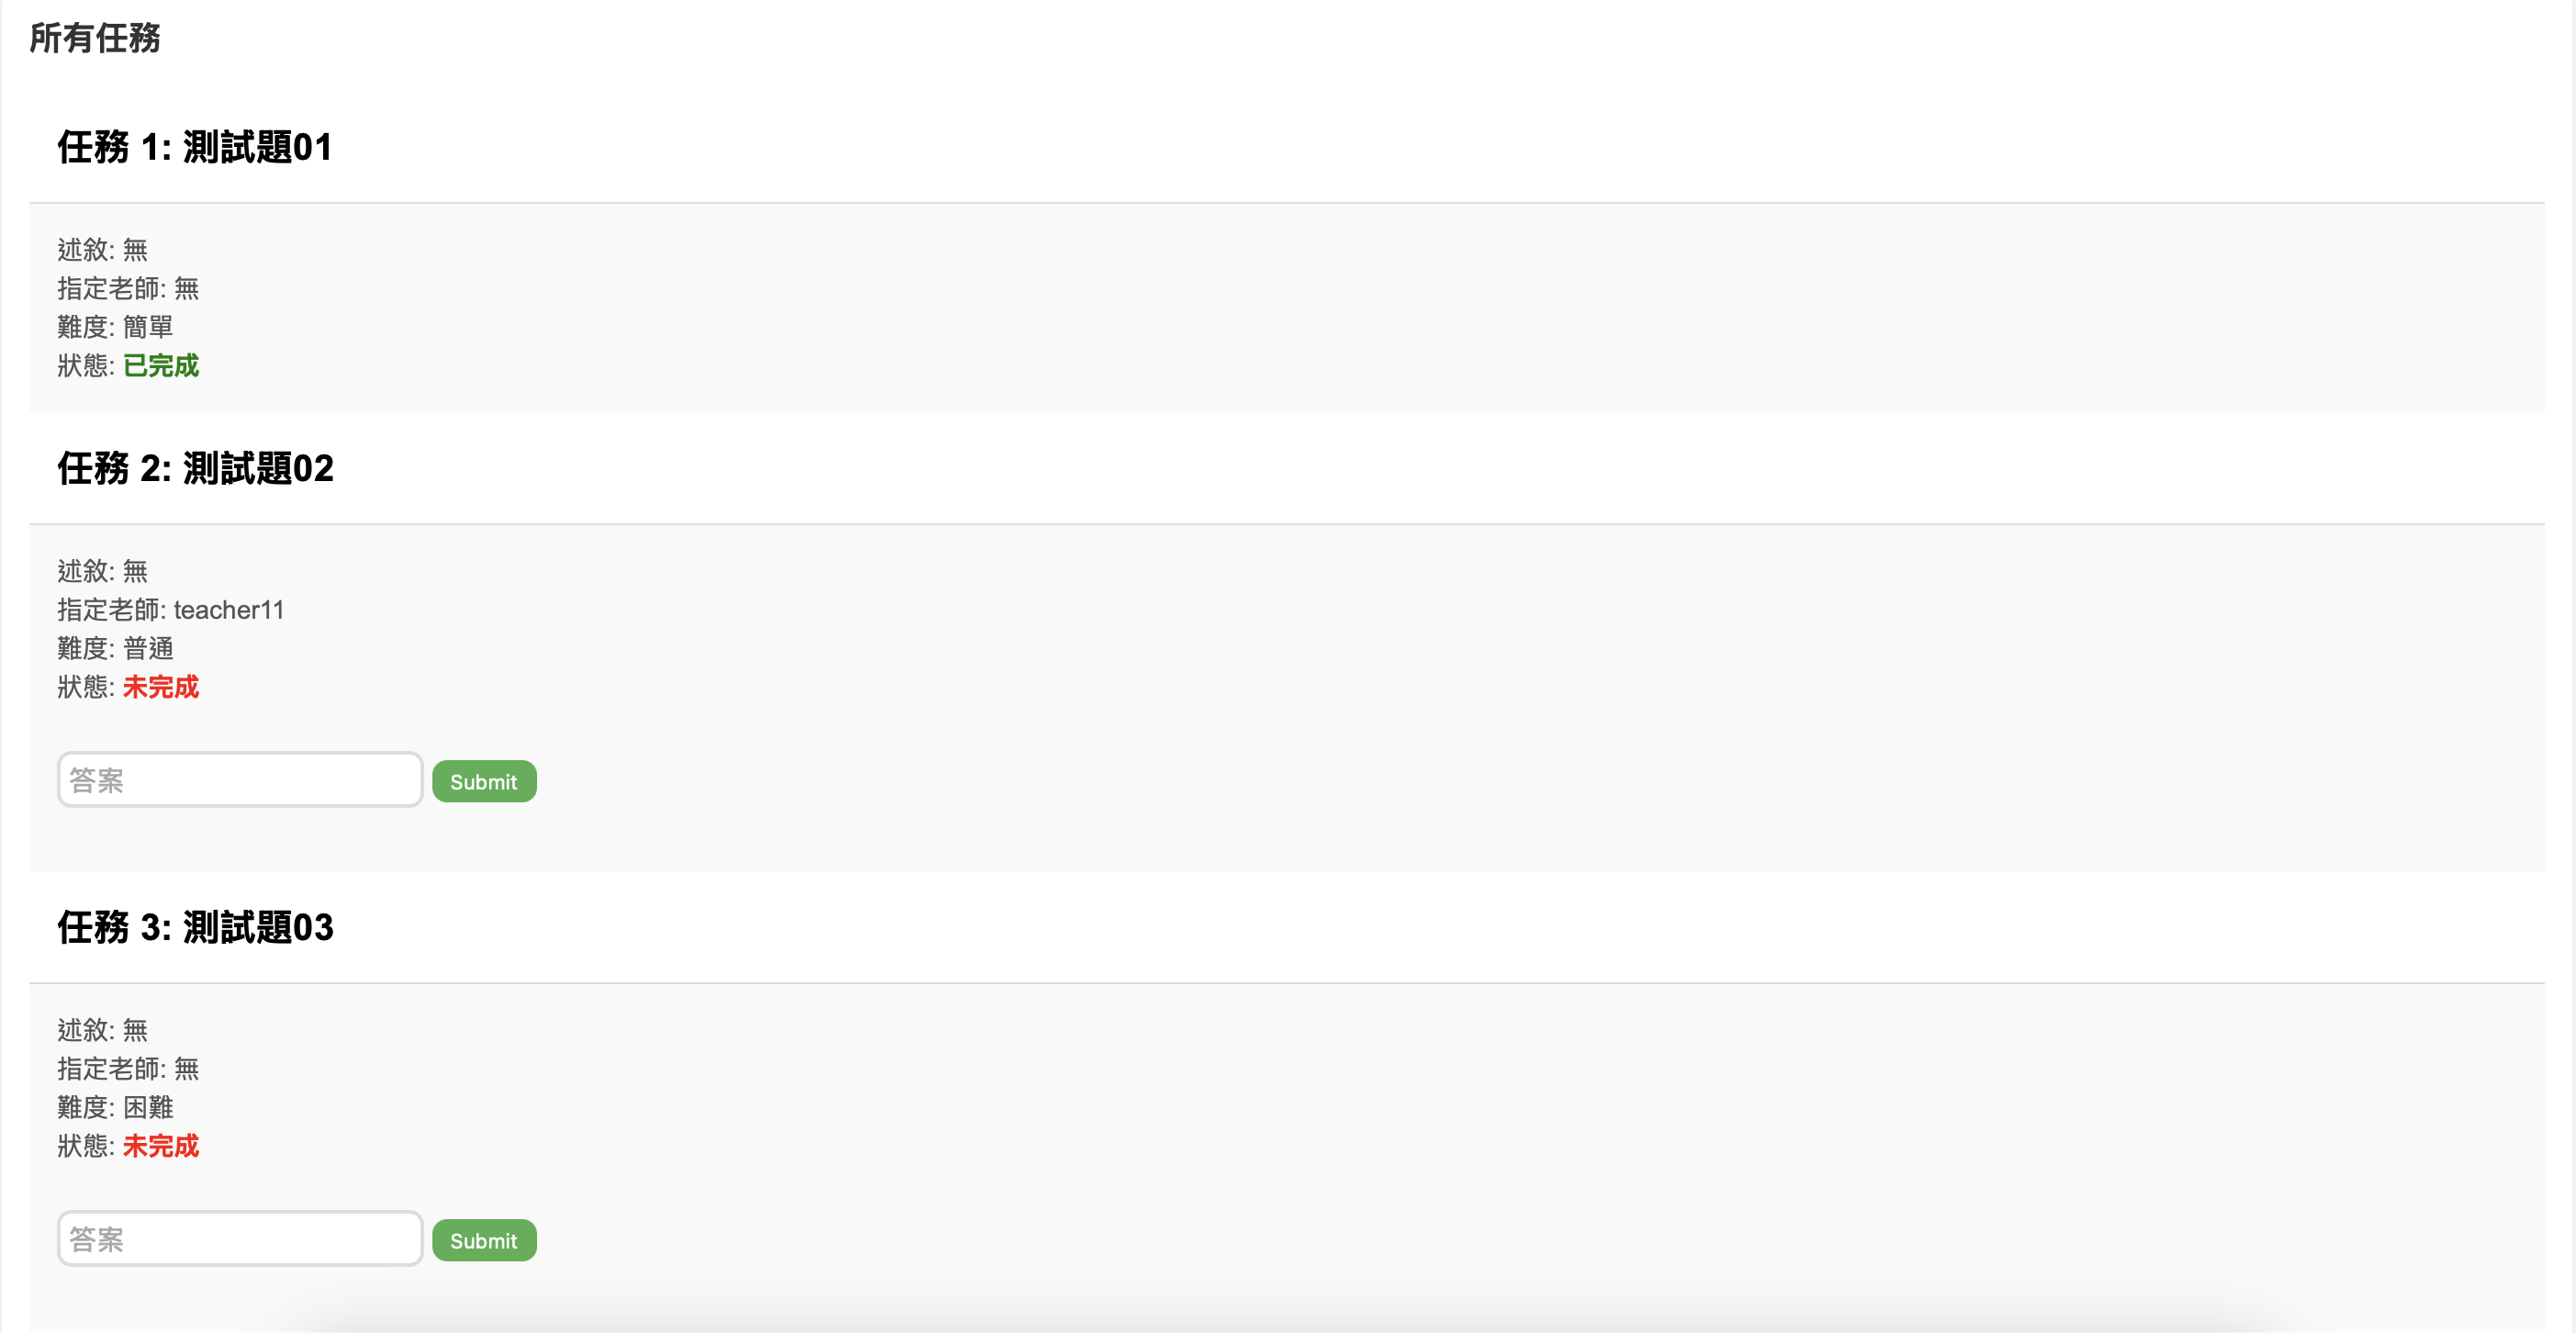 所有任務
任務 1: 測試題01
述敘: 無
指定老師: 無
難度: 簡單
狀態: 已完成
任務 2: 測試題02
述敘: 無
指定老師: teacher11
難度: 普通
狀態: 未完成
答案 Submit
任務 3: 測試題03
述敘: 無
指定老師: 無
難度: 困難
狀態: 未完成
答案 Submit